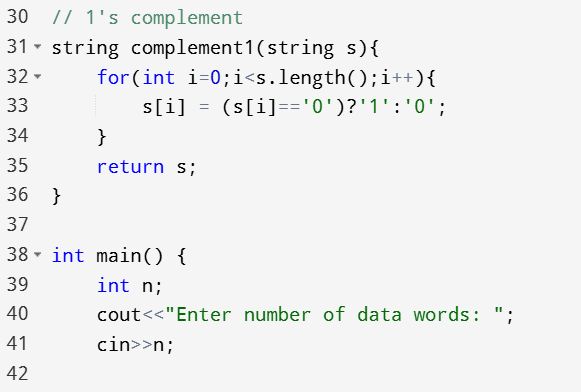 30 // 1's complement
31 string complement1(string s){
32     for(int i=0;i<s.length();i++){
33         s[i] = (s[i]=='0')?'1':'0';
34     }
35     return s;
36 }
37
38 int main() {
39     int n;
40     cout<<"Enter number of data words: ";
41     cin>>n;
42